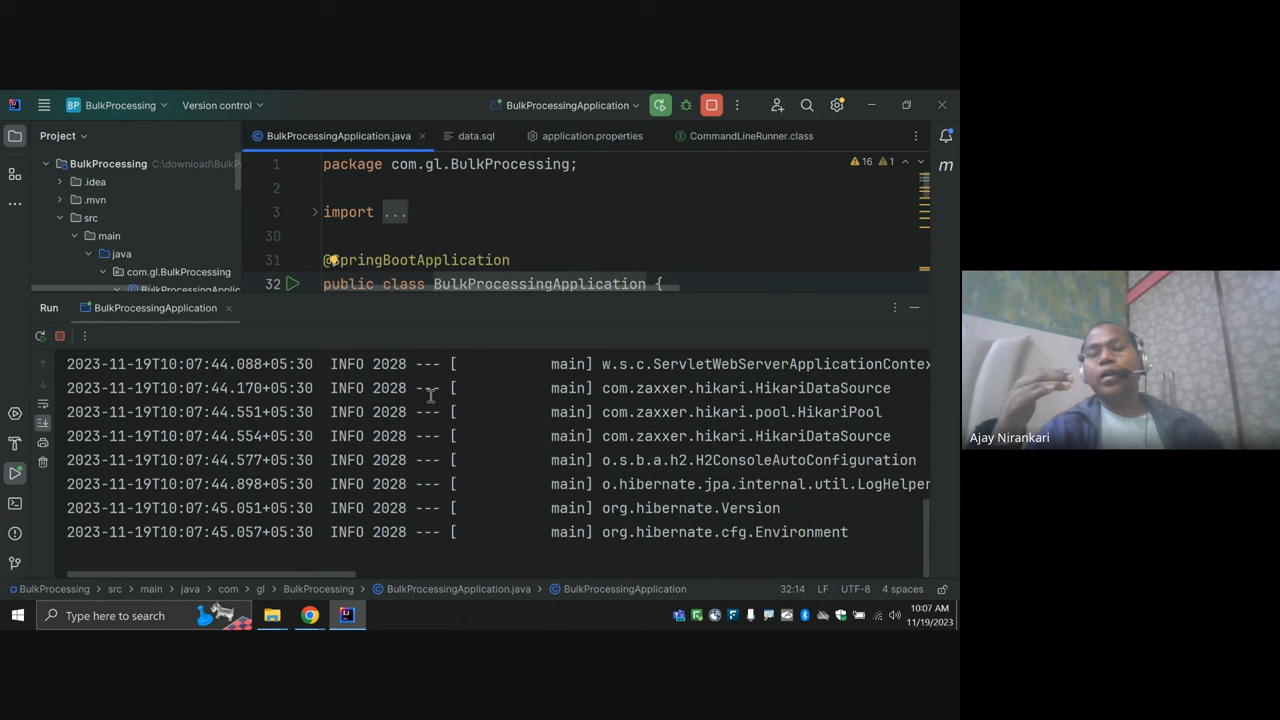 BP BulkProcessing Version control BulkProcessingApplication
Project BulkProcessingApplication.java data.sql application.properties CommandLineRunner.class
BulkProcessing C:\download\Bulk
.idea
.mvn
src
main
java
com.gl.BulkProcessing
BulkProcessingApplic
1 package com.gl.BulkProcessing; 16 1
2
3 import ...
30
31 @SpringBootApplication
32 public class BulkProcessingApplication {
Run BulkProcessingApplication
2023-11-19T10:07:44.088+05:30 INFO 2028 --- [ main] w.s.c.ServletWebServerApplicationContex
2023-11-19T10:07:44.170+05:30 INFO 2028 --- [ main] com.zaxxer.hikari.HikariDataSource
2023-11-19T10:07:44.551+05:30 INFO 2028 --- [ main] com.zaxxer.hikari.pool.HikariPool
2023-11-19T10:07:44.554+05:30 INFO 2028 --- [ main] com.zaxxer.hikari.HikariDataSource
2023-11-19T10:07:44.577+05:30 INFO 2028 --- [ main] o.s.b.a.h2.H2ConsoleAutoConfiguration
2023-11-19T10:07:44.898+05:30 INFO 2028 --- [ main] o.hibernate.jpa.internal.util.LogHelper
2023-11-19T10:07:45.051+05:30 INFO 2028 --- [ main] org.hibernate.Version
2023-11-19T10:07:45.057+05:30 INFO 2028 --- [ main] org.hibernate.cfg.Environment
BulkProcessing src main java com gl BulkProcessing BulkProcessingApplication.java BulkProcessingApplication 32:14 LF UTF-8 4 spaces
Type here to search 10:07 AM
11/19/2023
Ajay Nirankari